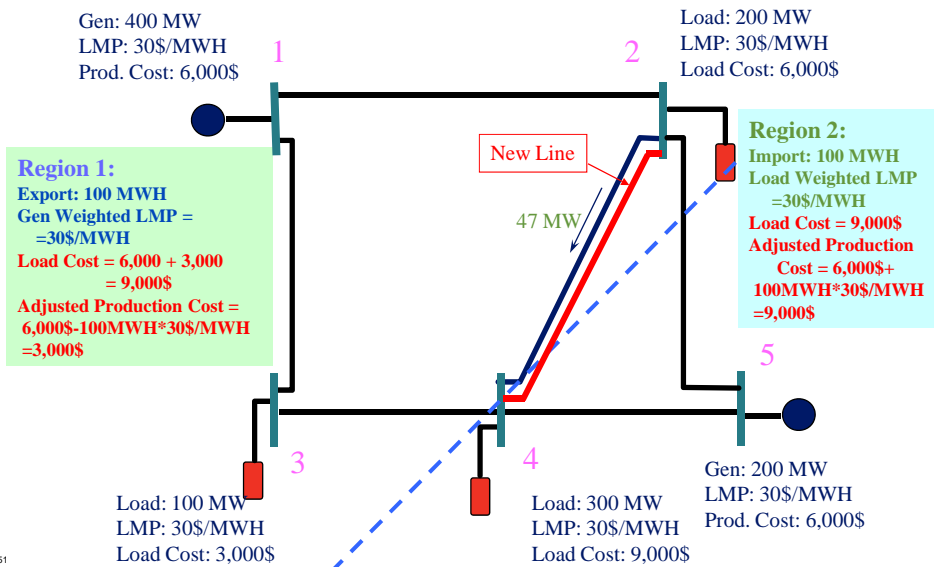 Gen: 400 MW
LMP: 30$/MWH
Prod. Cost: 6,000$
1
2
Load: 200 MW
LMP: 30$/MWH
Load Cost: 6,000$
Region 1:
Export: 100 MWH
Gen Weighted LMP =
=30$/MWH
Load Cost = 6,000 + 3,000
= 9,000$
Adjusted Production Cost =
6,000$-100MWH*30$/MWH
=3,000$
New Line
47 MW
Region 2:
Import: 100 MWH
Load Weighted LMP
=30$/MWH
Load Cost = 9,000$
Adjusted Production
Cost = 6,000$+
100MWH*30$/MWH
=9,000$
3
4
5
Load: 100 MW
LMP: 30$/MWH
Load Cost: 3,000$
Load: 300 MW
LMP: 30$/MWH
Load Cost: 9,000$
Gen: 200 MW
LMP: 30$/MWH
Prod. Cost: 6,000$